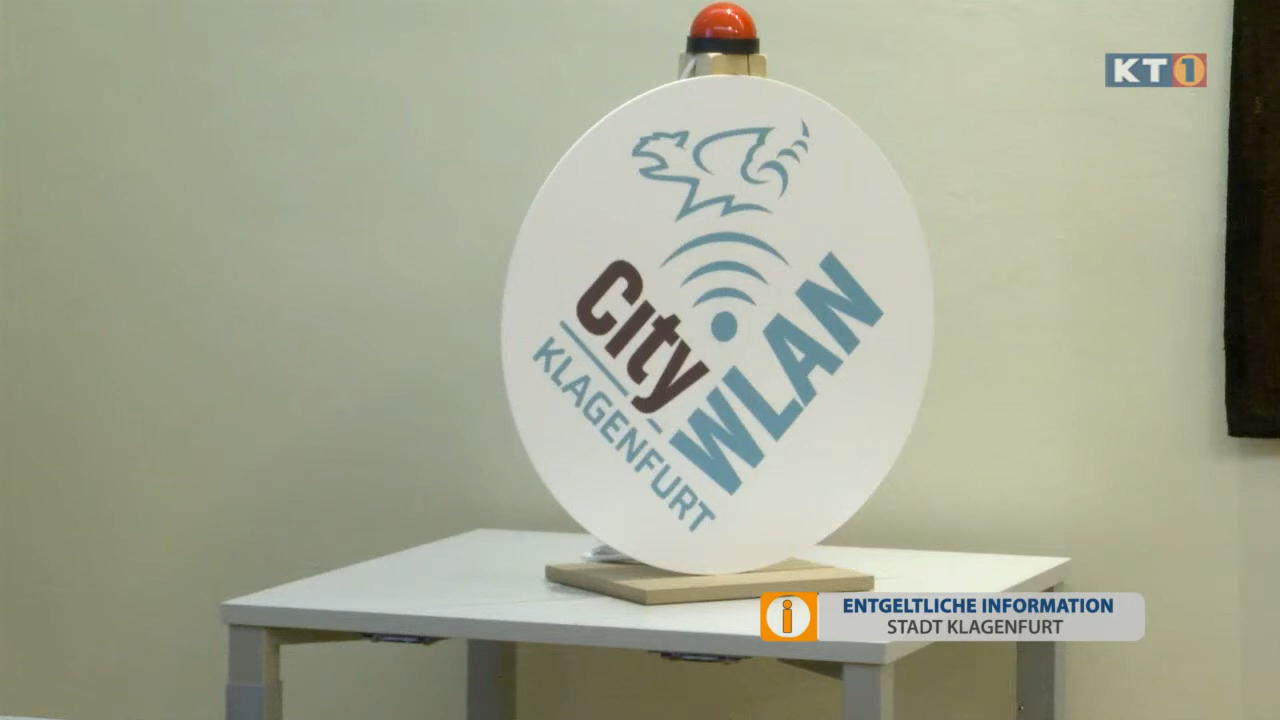 KT1
City
KLAGENFURT
WLAN
i
ENTGELTLICHE INFORMATION
STADT KLAGENFURT